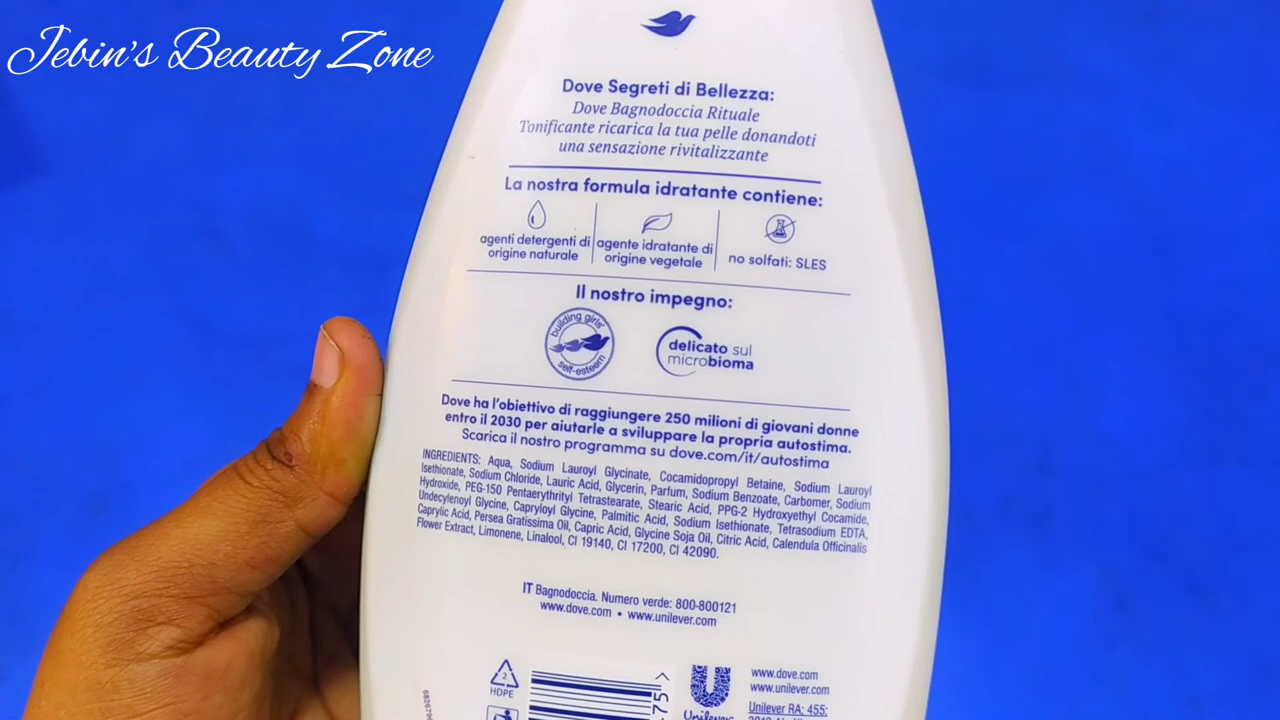 Jebin's Beauty Zone
Dove Segreti di Bellezza:
Dove Bagnodoccia Rituale
Tonificante ricarica la tua pelle donandoti
una sensazione rivitalizzante
La nostra formula idratante contiene:
agenti detergenti di
origine naturale
agente idratante di
origine vegetale
no solfati: SLES
Il nostro impegno:
building girls'
self-esteem
delicato sul
microbioma
Dove ha l'obiettivo di raggiungere 250 milioni di giovani donne
entro il 2030 per aiutarle a sviluppare la propria autostima.
Scarica il nostro programma su dove.com/it/autostima
INGREDIENTS: Aqua, Sodium Lauroyl Glycinate, Cocamidopropyl Betaine, Sodium Lauroyl
Isethionate, Sodium Chloride, Lauric Acid, Glycerin, Parfum, Sodium Benzoate, Carbomer, Sodium
Hydroxide, PEG-150 Pentaerythrityl Tetrastearate, Stearic Acid, PPG-2 Hydroxyethyl Cocamide,
Undecylenoyl Glycine, Capryloyl Glycine, Palmitic Acid, Sodium Isethionate, Tetrasodium EDTA,
Caprylic Acid, Persea Gratissima Oil, Capric Acid, Glycine Soja Oil, Citric Acid, Calendula Officinalis
Flower Extract, Limonene, Linalool, CI 19140, CI 17200, CI 42090.
IT Bagnodoccia. Numero verde: 800-800121
www.dove.com • www.unilever.com
2
HDPE
75>
Unilever
www.dove.com
www.unilever.com
Unilever RA: 455: